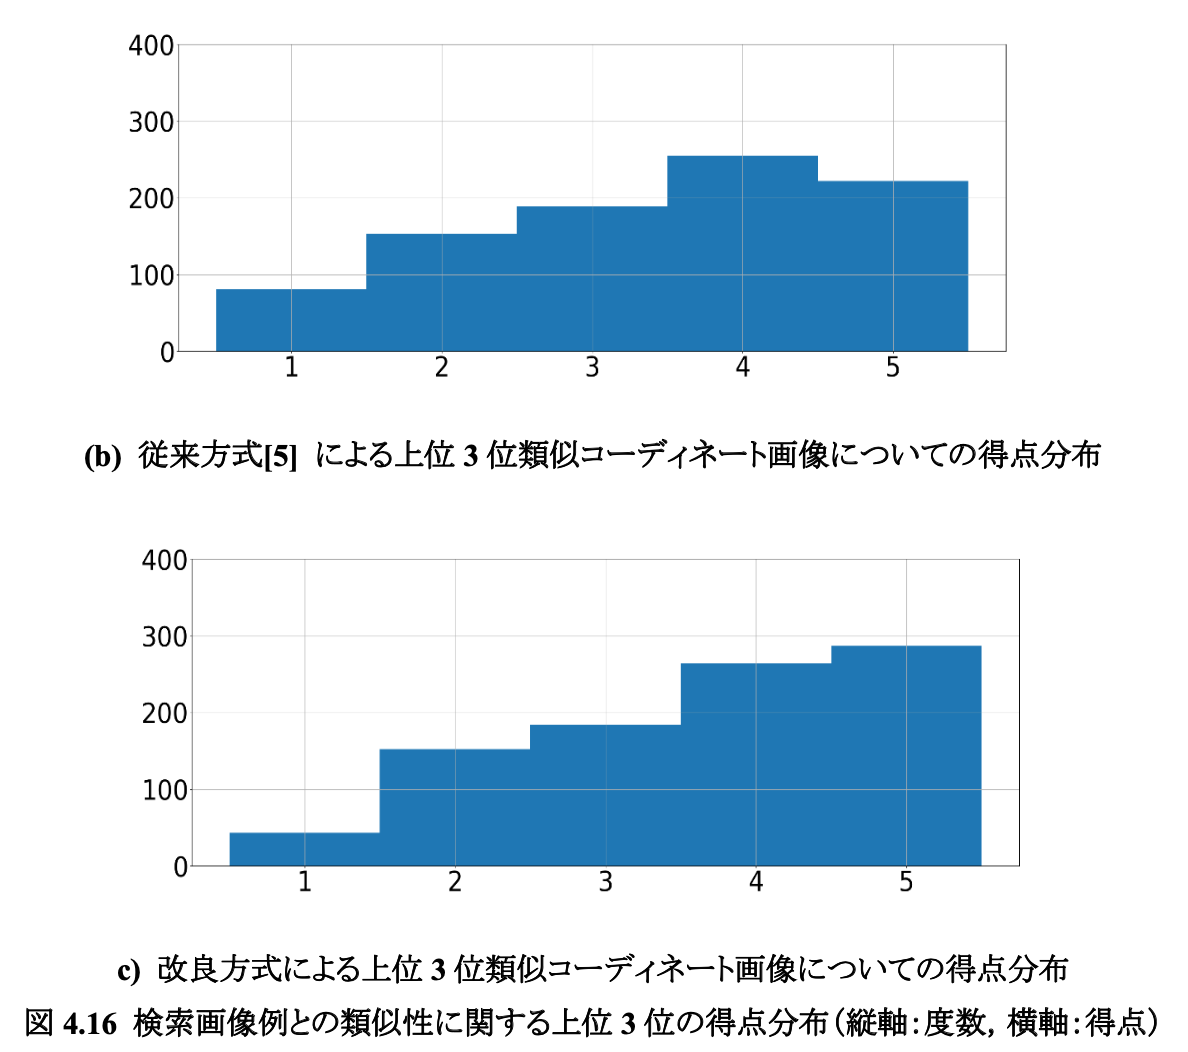 400
300
200
100
0
1 2 3 4 5
(b) 従来方式[5] による上位 3 位類似コーディネート画像についての得点分布
400
300
200
100
0
1 2 3 4 5
c) 改良方式による上位 3 位類似コーディネート画像についての得点分布
図 4.16 検索画像例との類似性に関する上位 3 位の得点分布（縦軸：度数，横軸：得点）